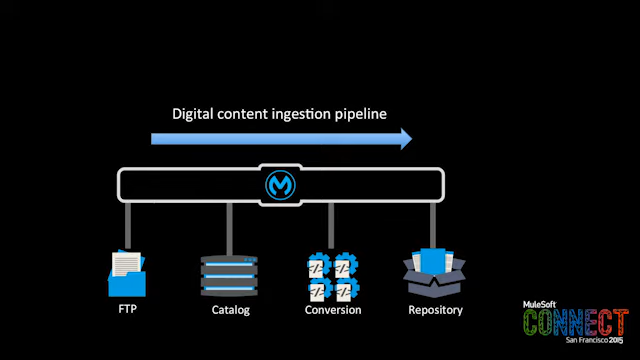 Digital content ingestion pipeline
FTP
Catalog
Conversion
Repository
MuleSoft
CONNECT
San Francisco 2015